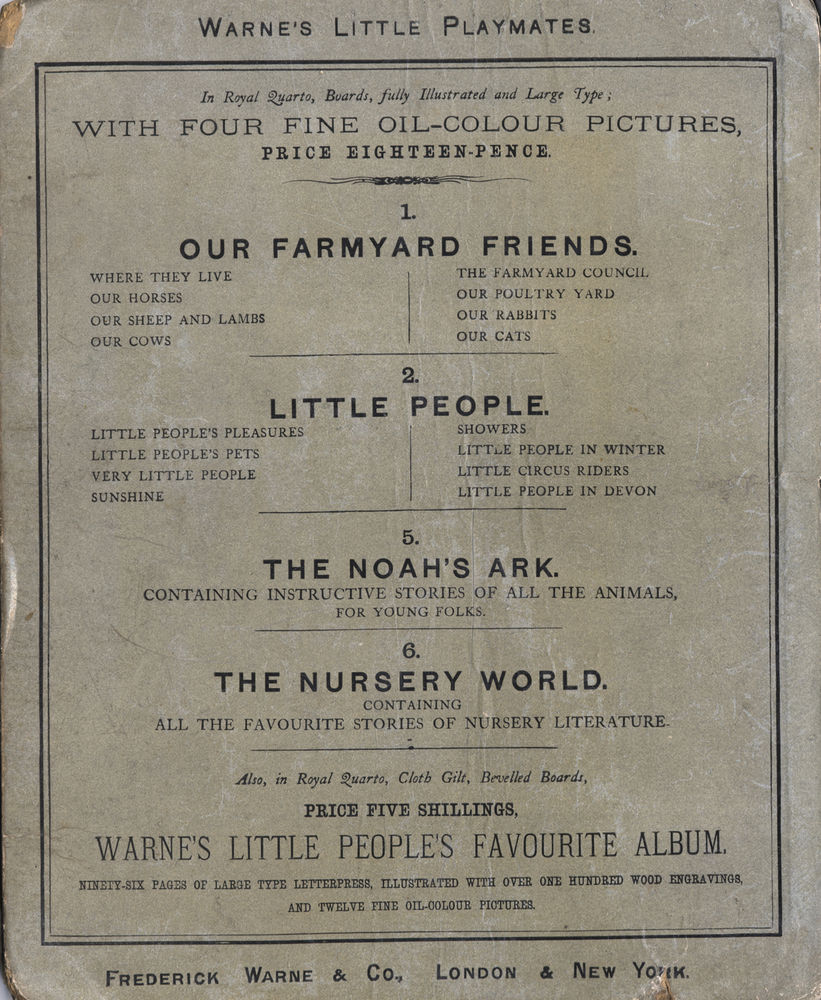 WARNE'S LITTLE PLAYMATES.
In Royal Quarto, Boards, fully Illustrated and Large Type;
WITH FOUR FINE OIL-COLOUR PICTURES,
PRICE EIGHTEEN-PENCE.
1.
OUR FARMYARD FRIENDS.
WHERE THEY LIVE
OUR HORSES
OUR SHEEP AND LAMBS
OUR COWS
THE FARMYARD COUNCIL
OUR POULTRY YARD
OUR RABBITS
OUR CATS
2.
LITTLE PEOPLE.
LITTLE PEOPLE'S PLEASURES
LITTLE PEOPLE'S PETS
VERY LITTLE PEOPLE
SUNSHINE
SHOWERS
LITTLE PEOPLE IN WINTER
LITTLE CIRCUS RIDERS
LITTLE PEOPLE IN DEVON
5.
THE NOAH'S ARK.
CONTAINING INSTRUCTIVE STORIES OF ALL THE ANIMALS,
FOR YOUNG FOLKS.
6.
THE NURSERY WORLD.
CONTAINING
ALL THE FAVOURITE STORIES OF NURSERY LITERATURE.
Also, in Royal Quarto, Cloth Gilt, Bevelled Boards,
PRICE FIVE SHILLINGS,
WARNE'S LITTLE PEOPLE'S FAVOURITE ALBUM.
NINETY-SIX PAGES OF LARGE TYPE LETTERPRESS, ILLUSTRATED WITH OVER ONE HUNDRED WOOD ENGRAVINGS,
AND TWELVE FINE OIL-COLOUR PICTURES.
FREDERICK WARNE & CO., LONDON & NEW YORK.